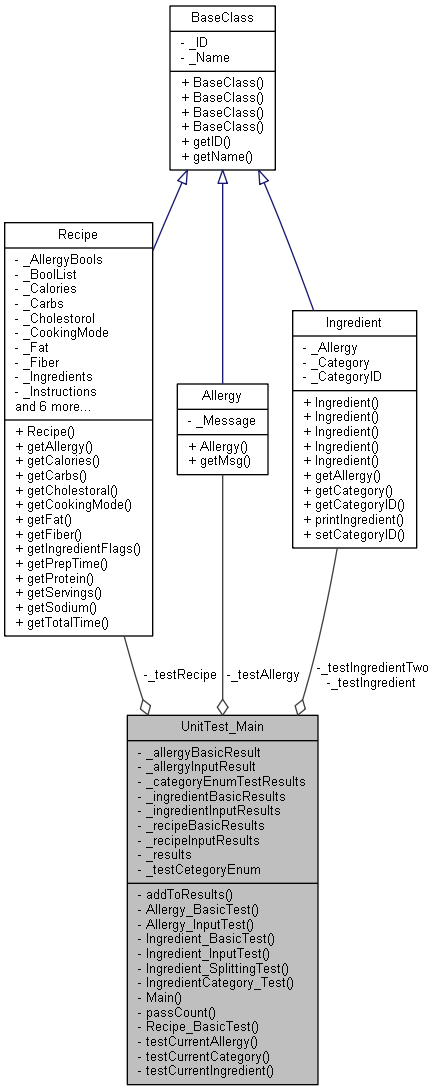 BaseClass
- _ID
- _Name
+ BaseClass()
+ BaseClass()
+ BaseClass()
+ BaseClass()
+ getID()
+ getName()
Recipe
- _AllergyBools
- _BoolList
- _Calories
- _Carbs
- _Cholestorol
- _CookingMode
- _Fat
- _Fiber
- _Ingredients
- _Instructions
and 6 more...
+ Recipe()
+ getAllergy()
+ getCalories()
+ getCarbs()
+ getCholestoral()
+ getCookingMode()
+ getFat()
+ getFiber()
+ getIngredientFlags()
+ getPrepTime()
+ getProtein()
+ getServings()
+ getSodium()
+ getTotalTime()
Allergy
- _Message
+ Allergy()
+ getMsg()
Ingredient
- _Allergy
- _Category
- _CategoryID
+ Ingredient()
+ Ingredient()
+ Ingredient()
+ Ingredient()
+ Ingredient()
+ getAllergy()
+ getCategory()
+ getCategoryID()
+ printIngredient()
+ setCategoryID()
-_testRecipe
-_testAllergy
-_testIngredientTwo
-_testIngredient
UnitTest_Main
- _allergyBasicResult
- _allergyInputResult
- _categoryEnumTestResults
- _ingredientBasicResults
- _ingredientInputResults
- _recipeBasicResults
- _recipeInputResults
- _results
- _testCetegoryEnum
- addToResults()
- Allergy_BasicTest()
- Allergy_InputTest()
- Ingredient_BasicTest()
- Ingredient_InputTest()
- Ingredient_SplittingTest()
- IngredientCategory_Test()
- Main()
- passCount()
- Recipe_BasicTest()
- testCurrentAllergy()
- testCurrentCategory()
- testCurrentIngredient()